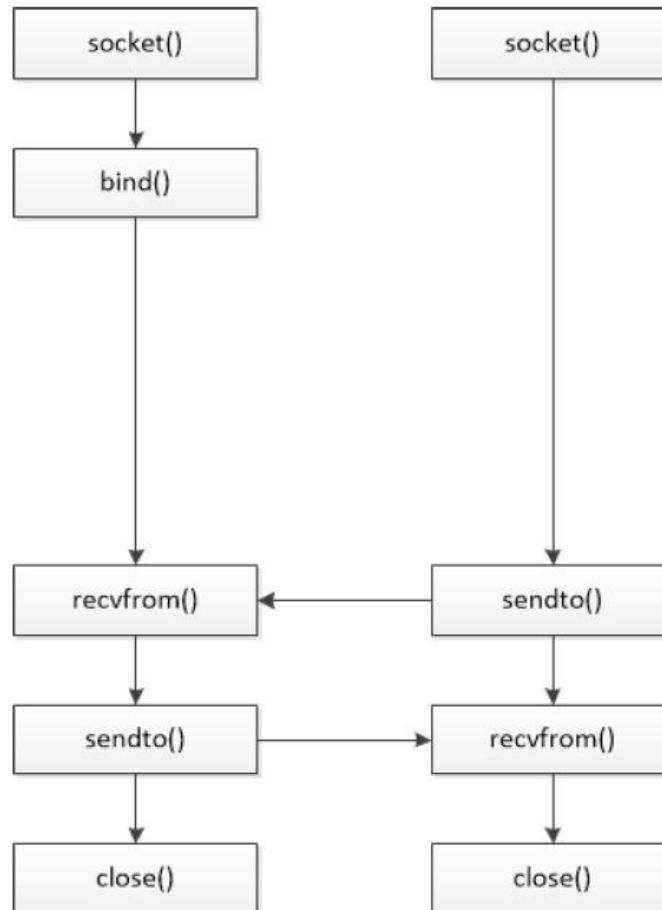 socket()
socket()
bind()
recvfrom()
sendto()
sendto()
recvfrom()
close()
close()